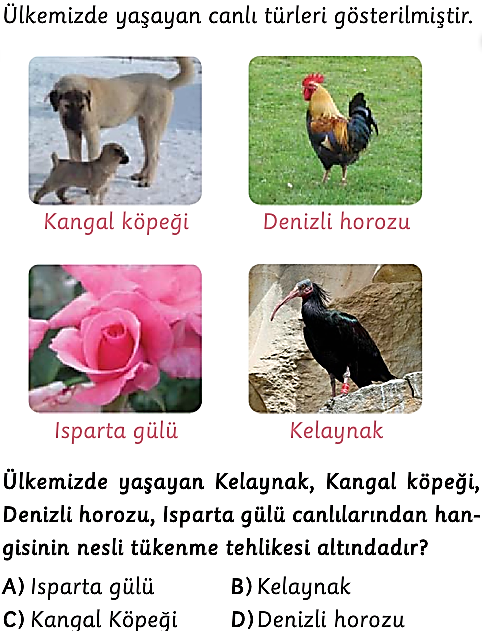 Ülkemizde yaşayan canlı türleri gösterilmiştir.
Kangal köpeği
Denizli horozu
Isparta gülü
Kelaynak
Ülkemizde yaşayan Kelaynak, Kangal köpeği,
Denizli horozu, Isparta gülü canlılarından han-
gisinin nesli tükenme tehlikesi altındadır?
A) Isparta gülü
B) Kelaynak
C) Kangal Köpeği
D) Denizli horozu